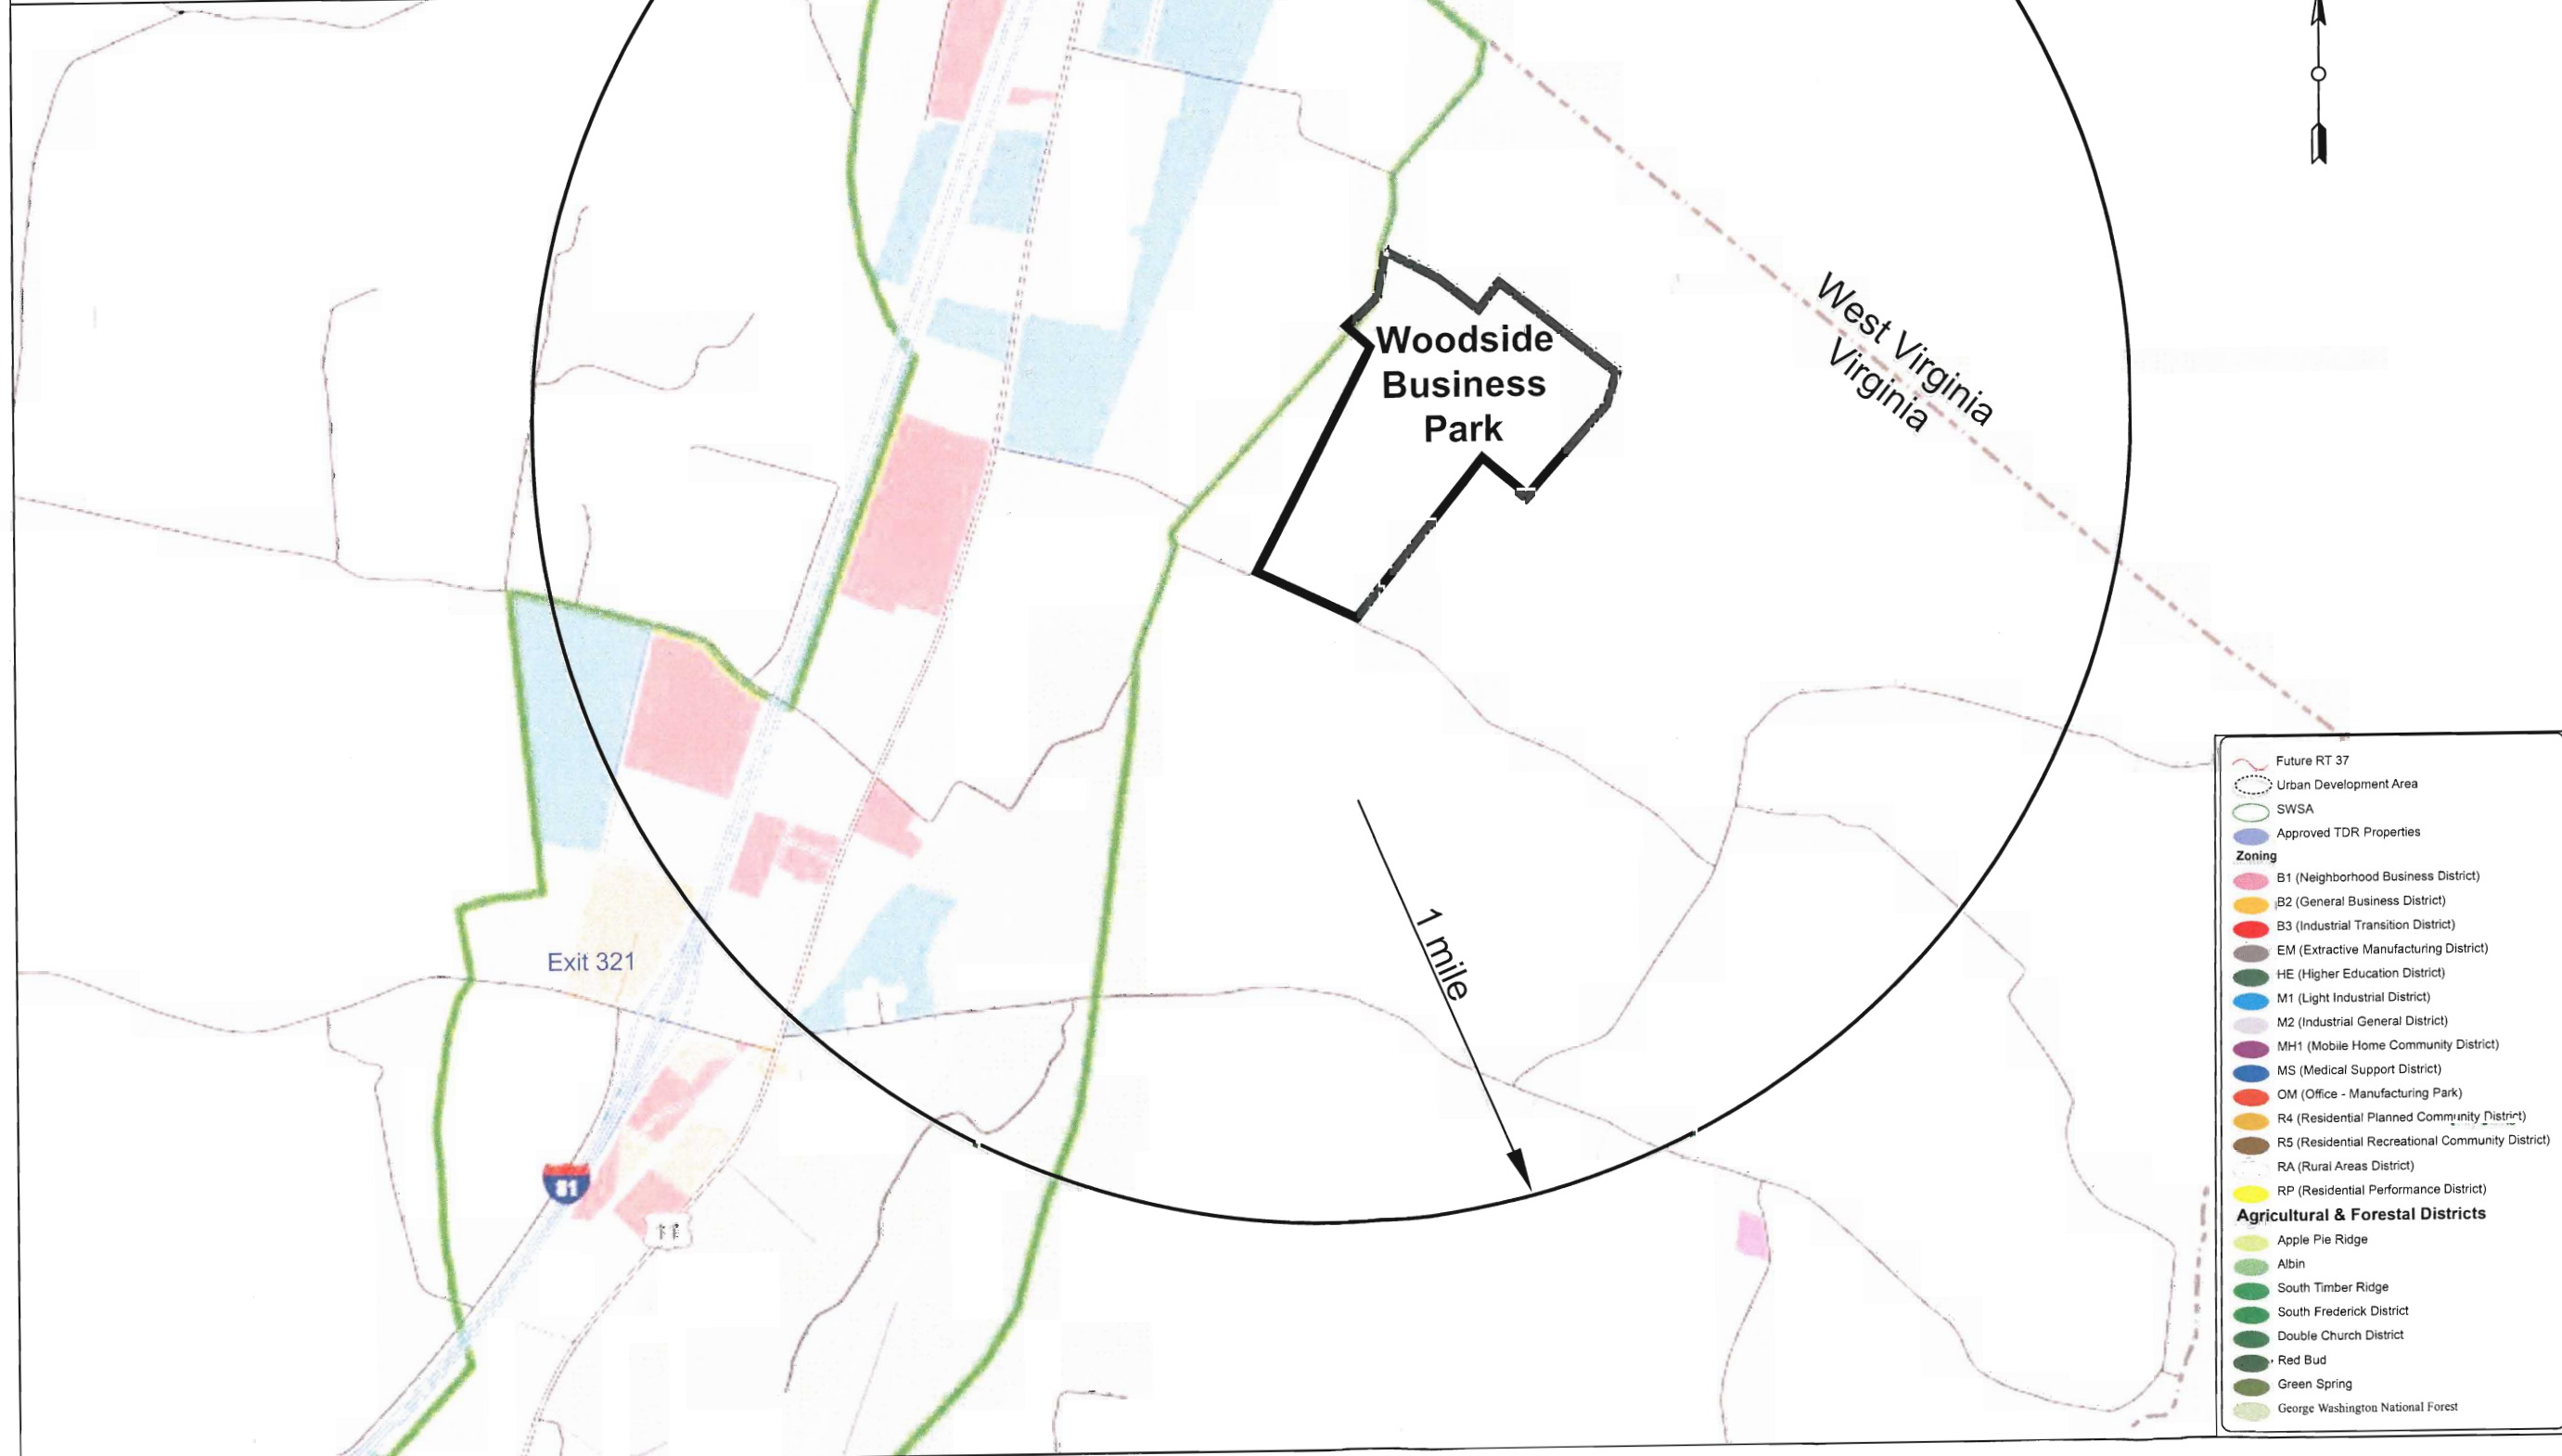 Woodside
Business
Park
West Virginia
Virginia
1 mile
Exit 321
81
11
Future RT 37
Urban Development Area
SWSA
Approved TDR Properties
Zoning
B1 (Neighborhood Business District)
B2 (General Business District)
B3 (Industrial Transition District)
EM (Extractive Manufacturing District)
HE (Higher Education District)
M1 (Light Industrial District)
M2 (Industrial General District)
MH1 (Mobile Home Community District)
MS (Medical Support District)
OM (Office - Manufacturing Park)
R4 (Residential Planned Community District)
R5 (Residential Recreational Community District)
RA (Rural Areas District)
RP (Residential Performance District)
Agricultural & Forestal Districts
Apple Pie Ridge
Albin
South Timber Ridge
South Frederick District
Double Church District
Red Bud
Green Spring
George Washington National Forest